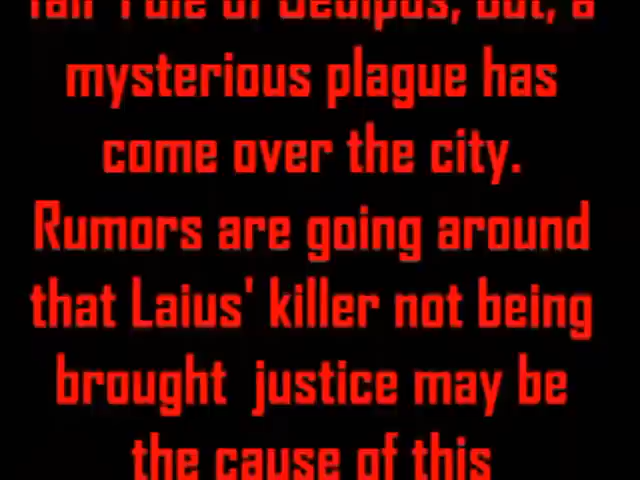 fair rule of Oedipus, but, a
mysterious plague has
come over the city.
Rumors are going around
that Laius' killer not being
brought justice may be
the cause of this